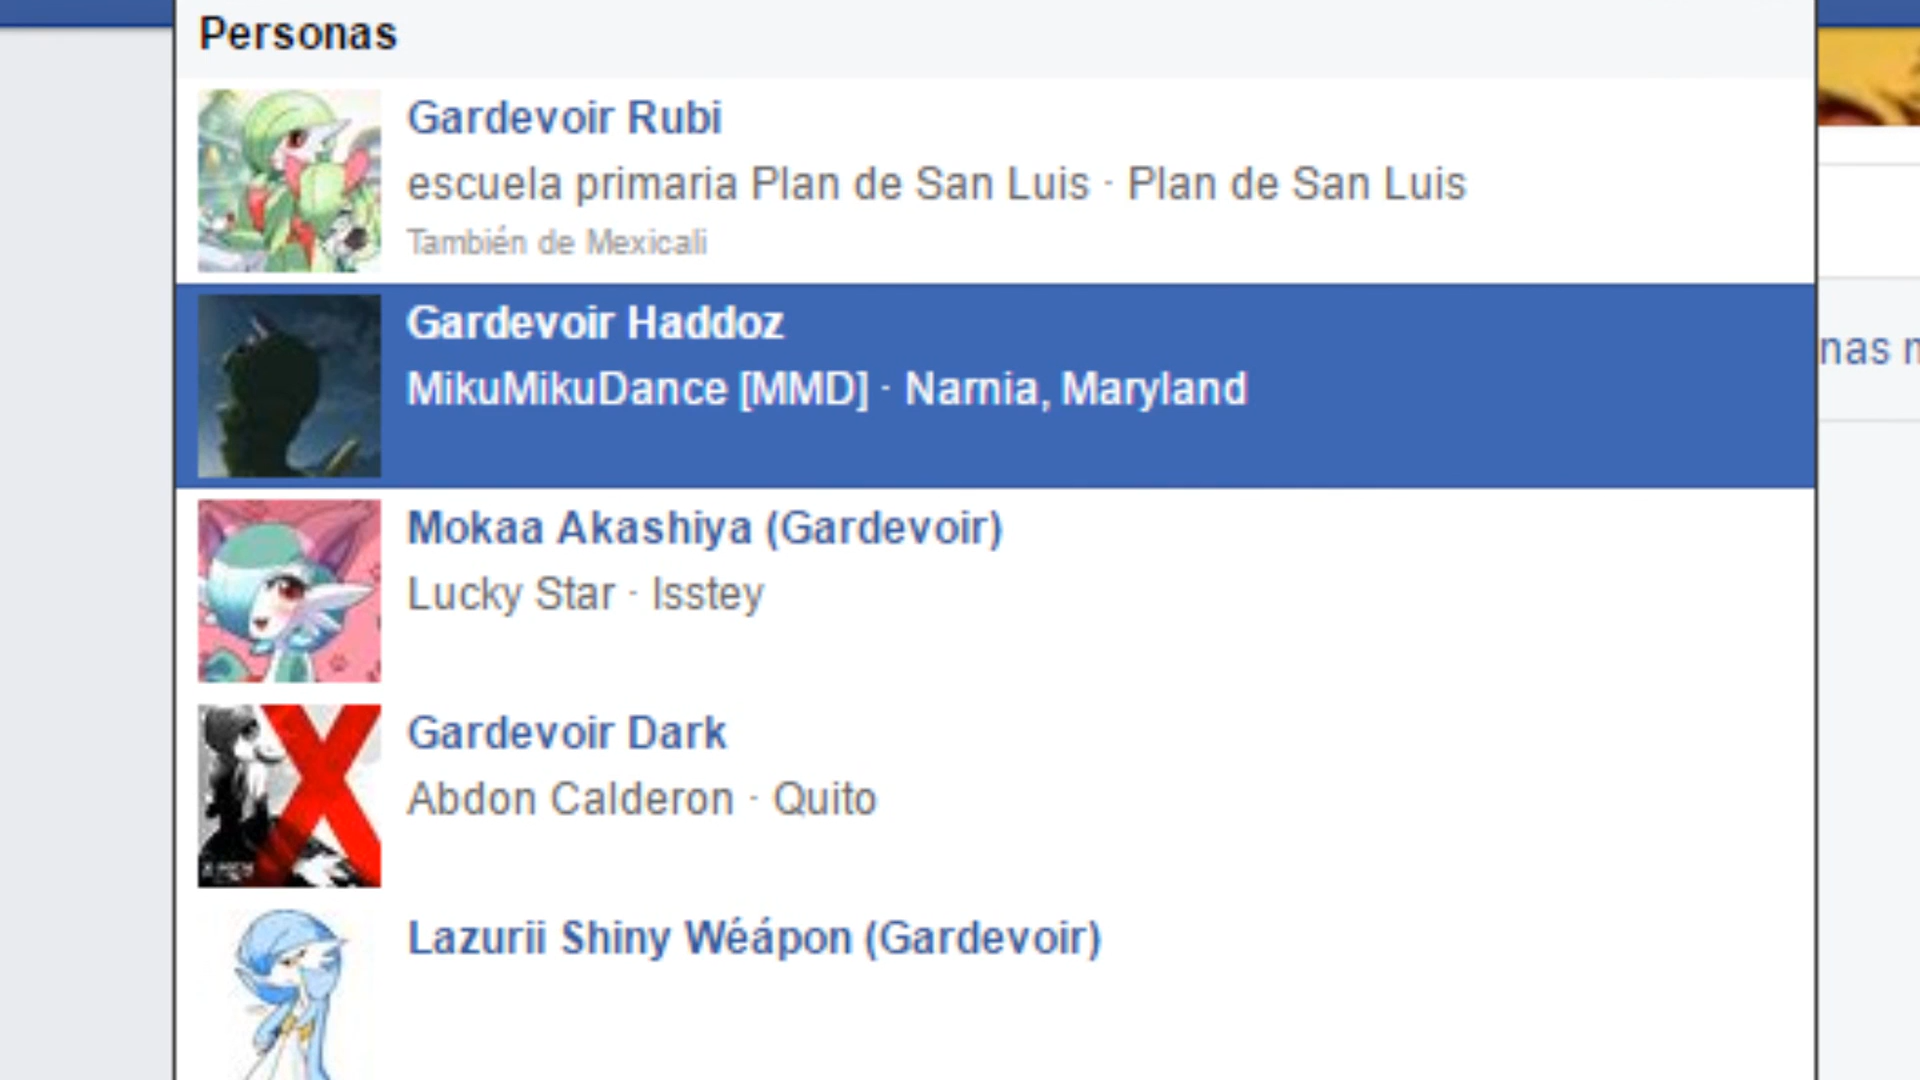 Personas
Gardevoir Rubi
escuela primaria Plan de San Luis · Plan de San Luis
También de Mexicali
Gardevoir Haddoz
MikuMikuDance [MMD] · Narnia, Maryland
nas
Mokaa Akashiya (Gardevoir)
Lucky Star · Isstey
Gardevoir Dark
Abdon Calderon · Quito
Lazurii Shiny Wéápon (Gardevoir)